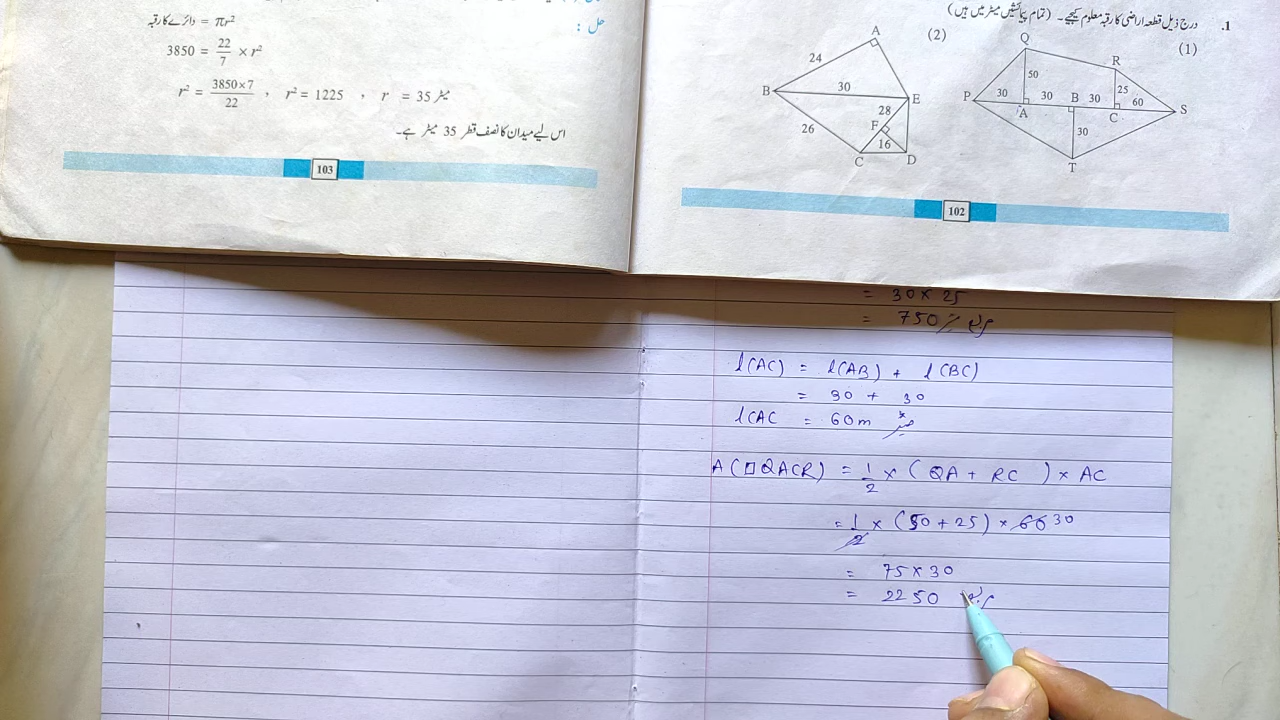 حل :
دائرے کا رقبہ = πr²
3850 = 22/7 × r²
r² = 3850×7/22 , r² = 1225 , r = 35 میٹر
اس لیے میدان کا نصف قطر 35 میٹر ہے۔
103
1. درج ذیل قطعہ اراضی کا رقبہ معلوم کیجیے۔ (تمام پیمائشیں میٹر میں ہیں)
(2) (1)
A
24
B 30 E
28
26 F
16
C D
Q
R
50
25
P 30 30 B 30 60 S
A C
30
T
102
= 30 × 25
= 750 مربع
l(AC) = l(AB) + l(BC)
= 30 + 30
l(AC = 60m میٹر
A(□QACR) = 1/2 × (QA + RC) × AC
= 1/2 × (50 + 25) × 60 30
= 75 × 30
= 2250 مربع